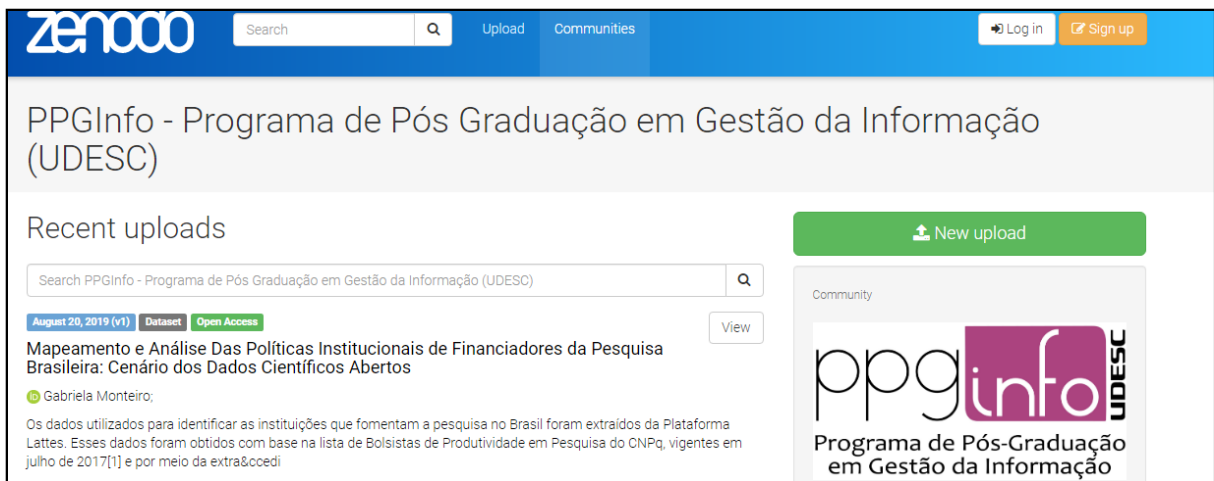 zenodo
Search
Upload
Communities
Log in
Sign up
PPGInfo - Programa de Pós Graduação em Gestão da Informação
(UDESC)
Recent uploads
New upload
Search PPGInfo - Programa de Pós Graduação em Gestão da Informação (UDESC)
August 20, 2019 (v1) Dataset Open Access
View
Mapeamento e Análise Das Políticas Institucionais de Financiadores da Pesquisa
Brasileira: Cenário dos Dados Científicos Abertos
iD Gabriela Monteiro;
Os dados utilizados para identificar as instituições que fomentam a pesquisa no Brasil foram extraídos da Plataforma
Lattes. Esses dados foram obtidos com base na lista de Bolsistas de Produtividade em Pesquisa do CNPq, vigentes em
julho de 2017[1] e por meio da extra&ccedi
Community
ppginfo UDESC
Programa de Pós-Graduação
em Gestão da Informação